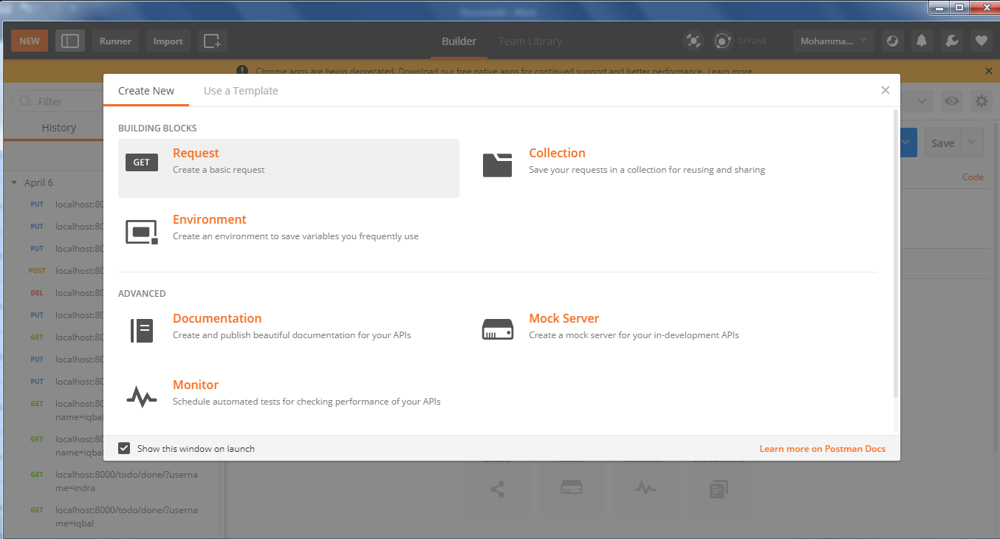 NEW
Runner
Import
Builder
Team Library
OFFLINE
Mohamma...
Chrome apps are being deprecated. Download our free native apps for continued support and better performance. Learn more
Filter
History
Save
Code
April 6
PUT localhost:80
PUT localhost:80
PUT localhost:80
POST localhost:80
DEL localhost:80
PUT localhost:80
GET localhost:80
PUT localhost:80
PUT localhost:80
GET localhost:80
name=iqbal
GET localhost:80
name=iqbal
GET localhost:8000/todo/done/?userna
me=indra
GET localhost:8000/todo/done/?userna
me=iqbal
Create New
Use a Template
BUILDING BLOCKS
GET
Request
Create a basic request
Collection
Save your requests in a collection for reusing and sharing
Environment
Create an environment to save variables you frequently use
ADVANCED
Documentation
Create and publish beautiful documentation for your APIs
Mock Server
Create a mock server for your in-development APIs
Monitor
Schedule automated tests for checking performance of your APIs
Show this window on launch
Learn more on Postman Docs